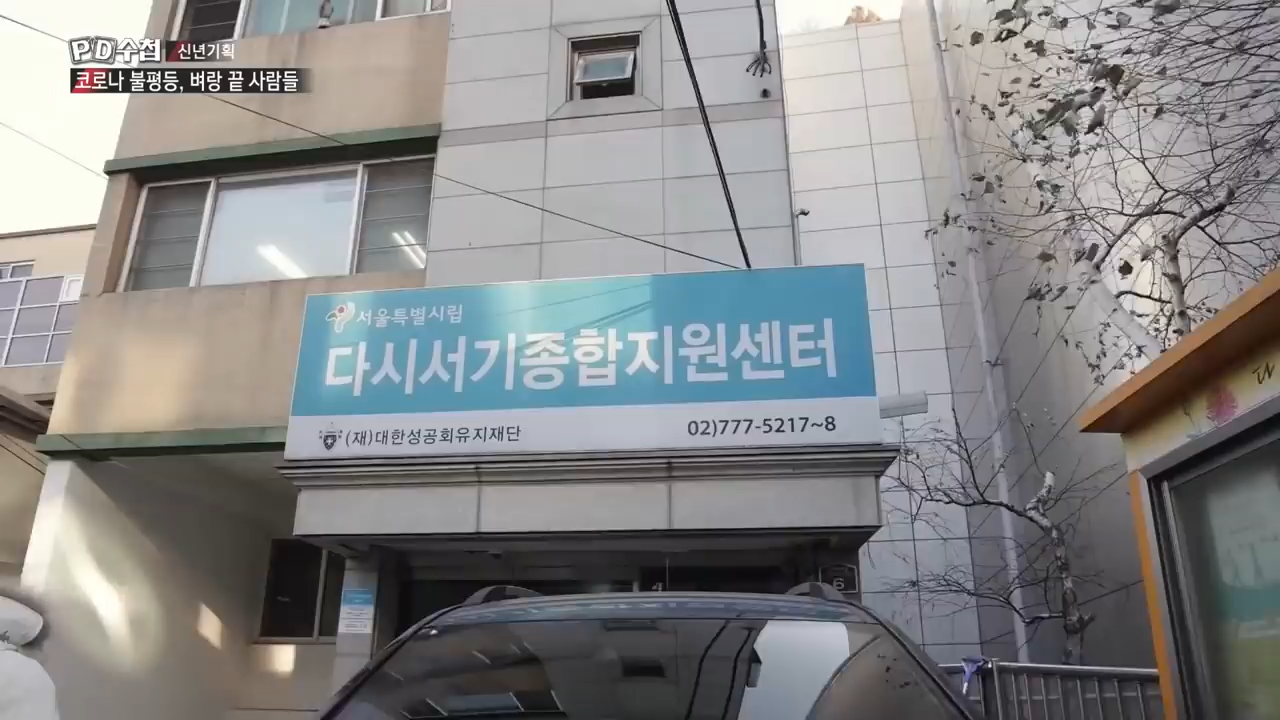 PD수첩 신년기획
코로나 불평등, 벼랑 끝 사람들
서울특별시립
다시서기종합지원센터
(재)대한성공회유지재단
02)777-5217~8
6
다